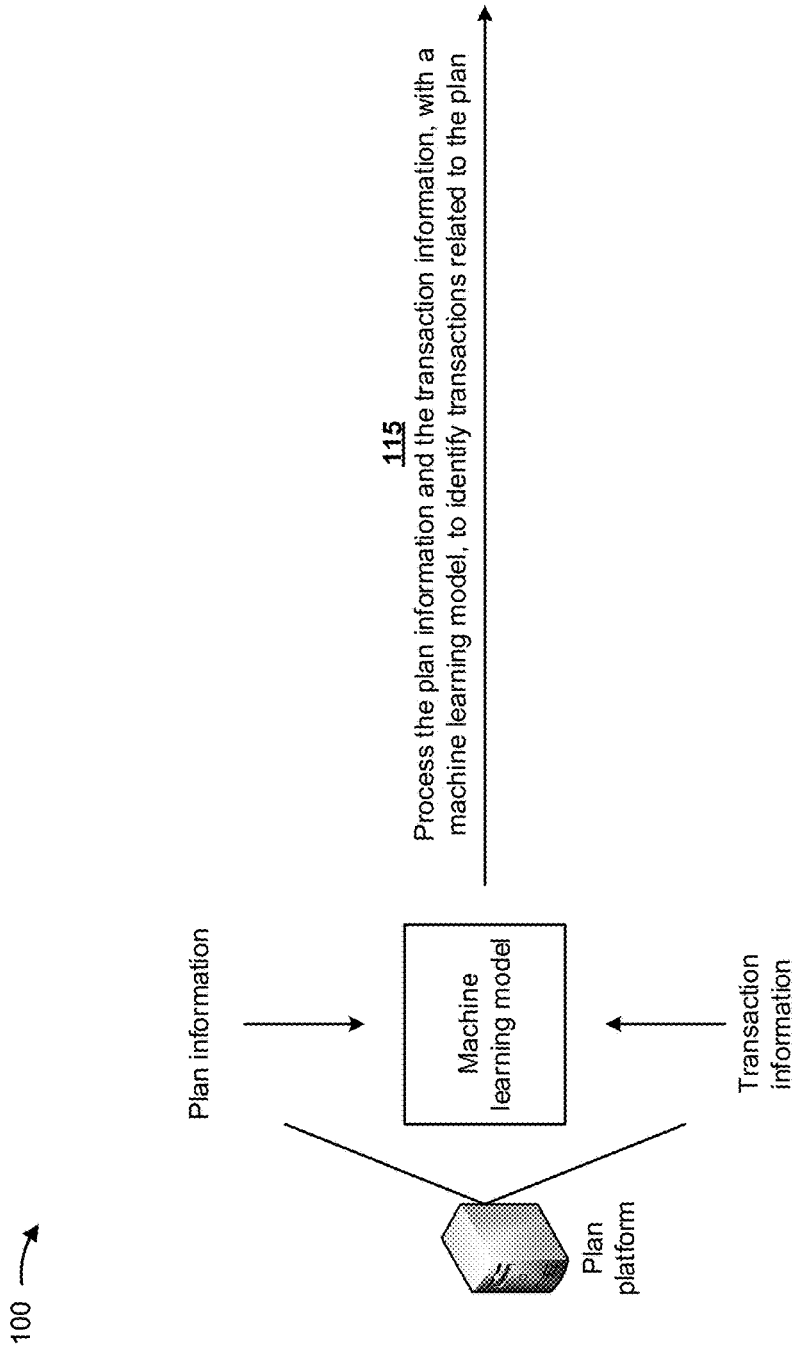 100
115
Process the plan information and the transaction information, with a
machine learning model, to identify transactions related to the plan
Plan information
Machine
learning model
Transaction
information
Plan
platform